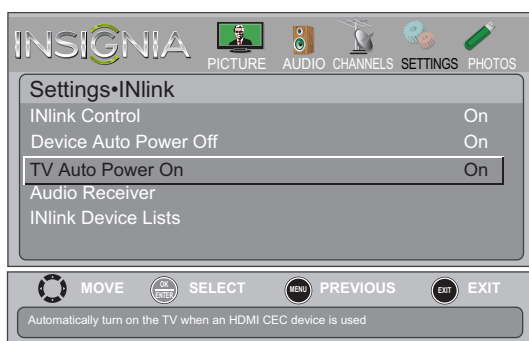 INSIGNIA
PICTURE AUDIO CHANNELS SETTINGS PHOTOS
Settings•INlink
INlink Control On
Device Auto Power Off On
TV Auto Power On On
Audio Receiver
INlink Device Lists
MOVE OK ENTER SELECT MENU PREVIOUS EXIT EXIT
Automatically turn on the TV when an HDMI CEC device is used